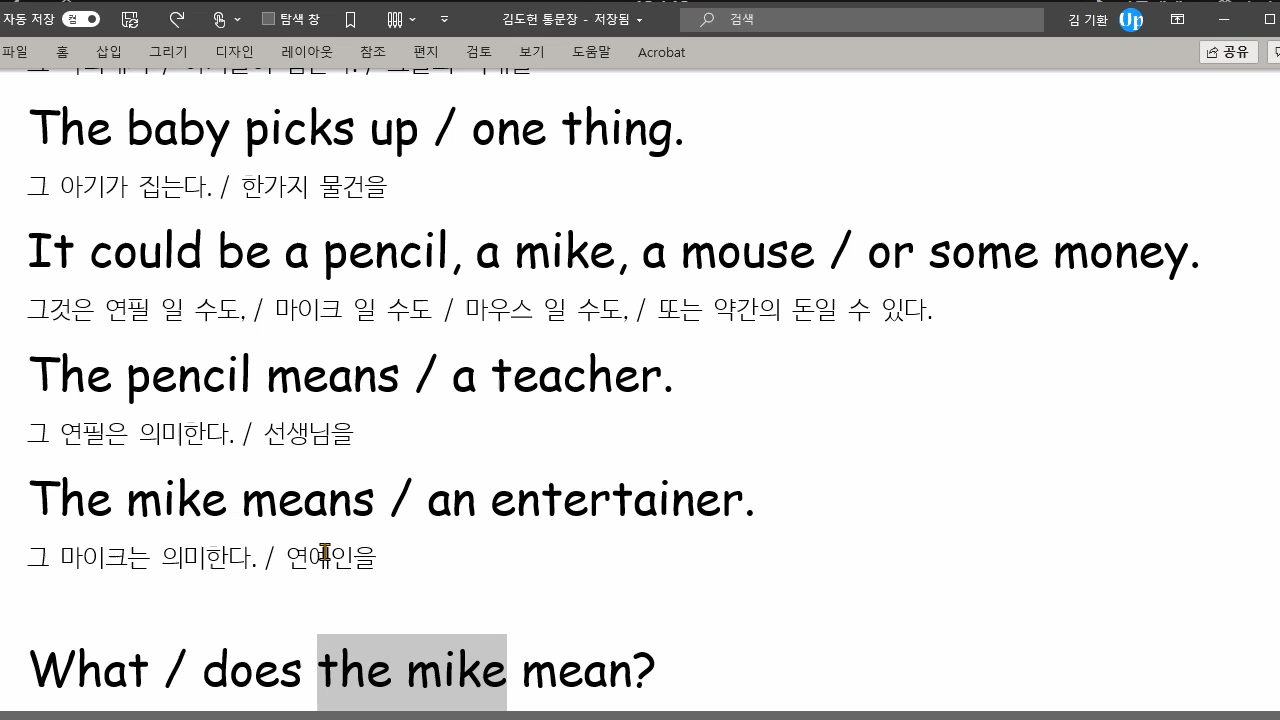 자동 저장 컴 탐색 창 김도헌 통문장 - 저장됨 검색 김 기환 Up
파일 홈 삽입 그리기 디자인 레이아웃 참조 편지 검토 보기 도움말 Acrobat 공유
The baby picks up / one thing.
그 아기가 집는다. / 한가지 물건을
It could be a pencil, a mike, a mouse / or some money.
그것은 연필 일 수도, / 마이크 일 수도 / 마우스 일 수도, / 또는 약간의 돈일 수 있다.
The pencil means / a teacher.
그 연필은 의미한다. / 선생님을
The mike means / an entertainer.
그 마이크는 의미한다. / 연예인을
What / does the mike mean?